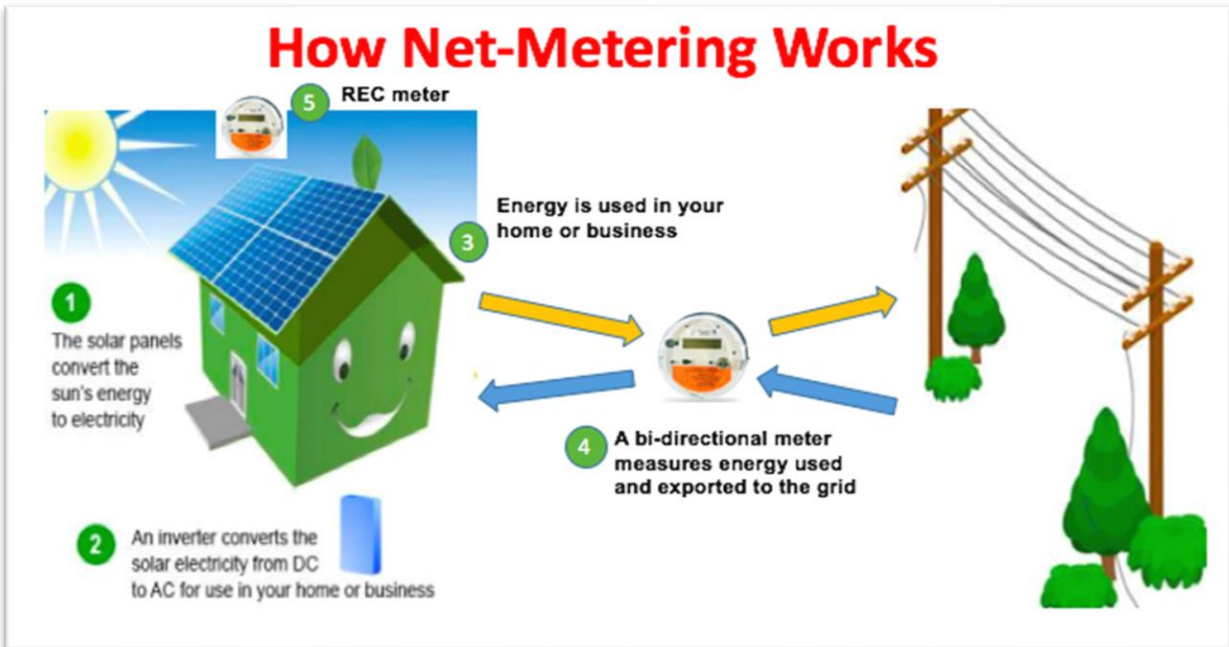 How Net-Metering Works
5
REC meter
3
Energy is used in your
home or business
1
The solar panels
convert the
sun's energy
to electricity
4
A bi-directional meter
measures energy used
and exported to the grid
2
An inverter converts the
solar electricity from DC
to AC for use in your home or business